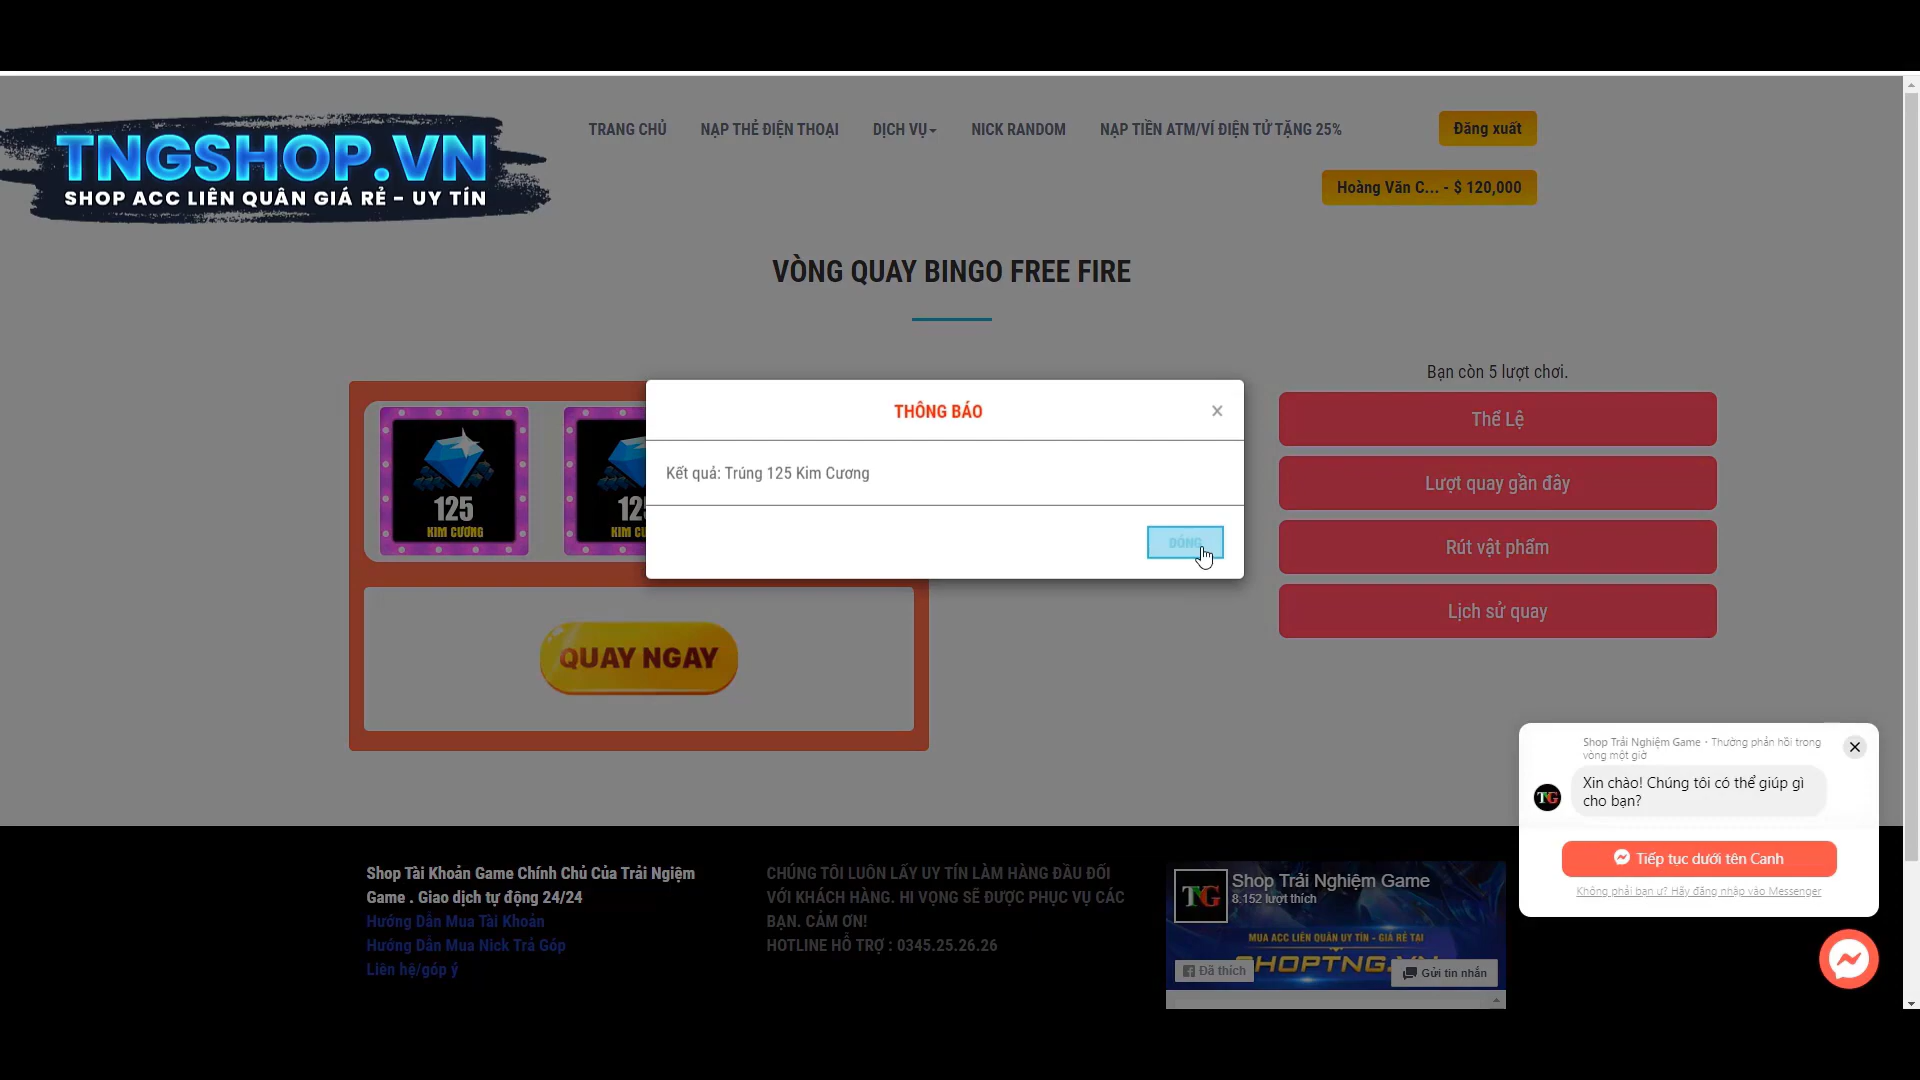 TNGSHOP.VN
SHOP ACC LIÊN QUÂN GIÁ RẺ - UY TÍN
TRANG CHỦ
NẠP THẺ ĐIỆN THOẠI
DỊCH VỤ
NICK RANDOM
NẠP TIỀN ATM/VÍ ĐIỆN TỬ TẶNG 25%
Đăng xuất
Hoàng Văn C... - $ 120,000
VÒNG QUAY BINGO FREE FIRE
125
KIM CƯƠNG
THÔNG BÁO
×
Kết quả: Trúng 125 Kim Cương
ĐÓNG
QUAY NGAY
Bạn còn 5 lượt chơi.
Thể Lệ
Lượt quay gần đây
Rút vật phẩm
Lịch sử quay
Shop Trải Nghiệm Game • Thường phản hồi trong
vòng một giờ
Xin chào! Chúng tôi có thể giúp gì
cho bạn?
Tiếp tục dưới tên Canh
Không phải bạn ư? Hãy đăng nhập vào Messenger
Shop Tài Khoản Game Chính Chủ Của Trải Ngiệm
Game . Giao dịch tự động 24/24
Hướng Dẫn Mua Tài Khoản
Hướng Dẫn Mua Nick Trả Góp
Liên hệ/góp ý
CHÚNG TÔI LUÔN LẤY UY TÍN LÀM HÀNG ĐẦU ĐỐI
VỚI KHÁCH HÀNG. HI VỌNG SẼ ĐƯỢC PHỤC VỤ CÁC
BẠN. CẢM ƠN!
HOTLINE HỖ TRỢ : 0345.25.26.26
TNG
Shop Trải Nghiệm Game
8.152 lượt thích
MUA ACC LIÊN QUÂN UY TÍN - GIÁ RẺ TẠI
SHOPTNG.VN
Đã thích
Gửi tin nhắn